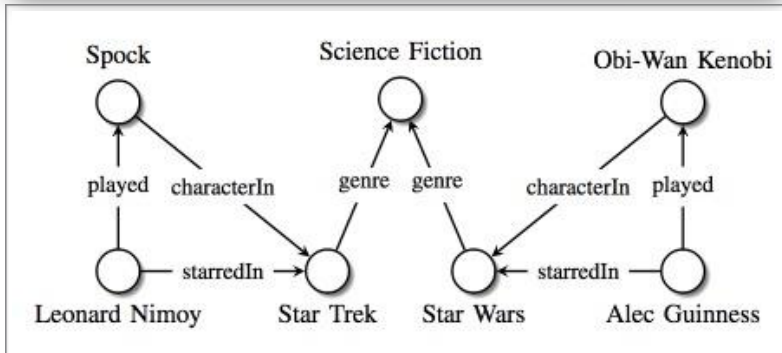 Spock
Science Fiction
Obi-Wan Kenobi
played
characterIn
genre
genre
characterIn
played
starredIn
starredIn
Leonard Nimoy
Star Trek
Star Wars
Alec Guinness